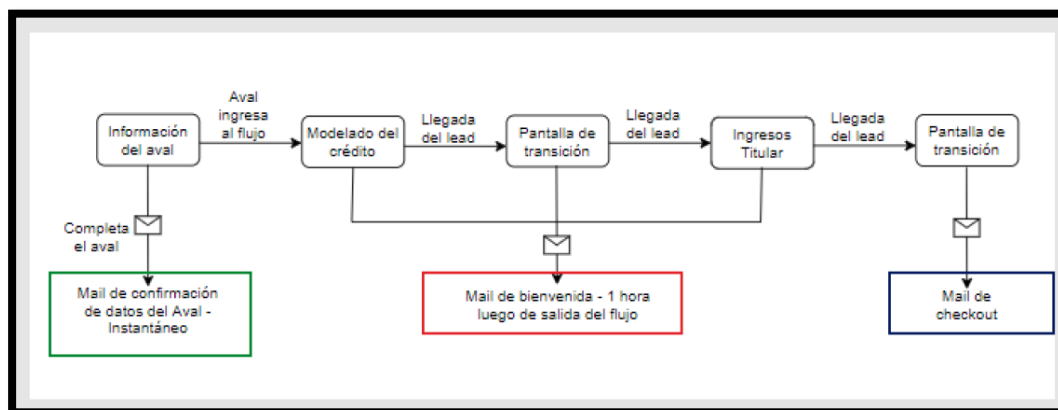 Información
del aval
Aval
ingresa
al flujo
Modelado del
crédito
Llegada
del lead
Pantalla de
transición
Llegada
del lead
Ingresos
Titular
Llegada
del lead
Pantalla de
transición
Completa
el aval
Mail de confirmación
de datos del Aval -
Instantáneo
Mail de bienvenida - 1 hora
luego de salida del flujo
Mail de
checkout